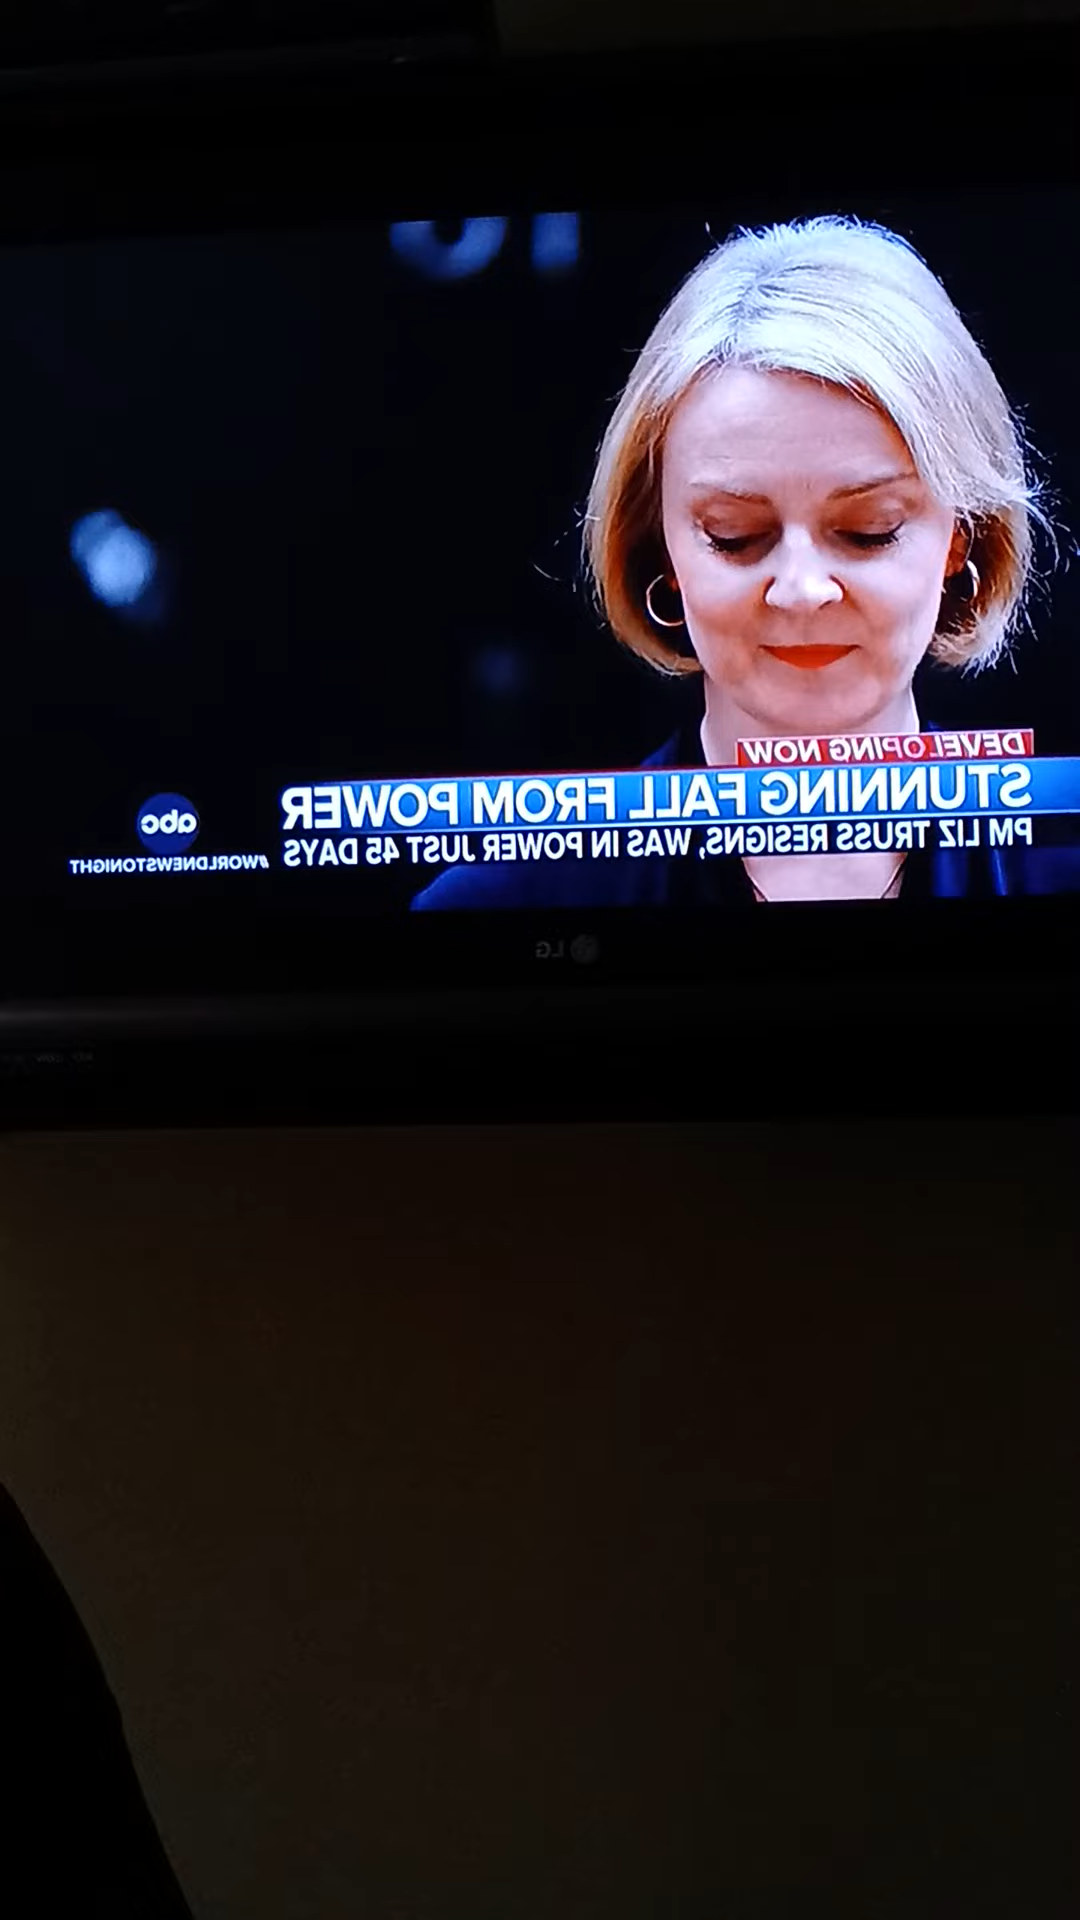 DEVELOPING NOW
STUNNING FALL FROM POWER
PM LIZ TRUSS RESIGNS, WAS IN POWER JUST 45 DAYS
abc
#WORLDNEWSTONIGHT
LG